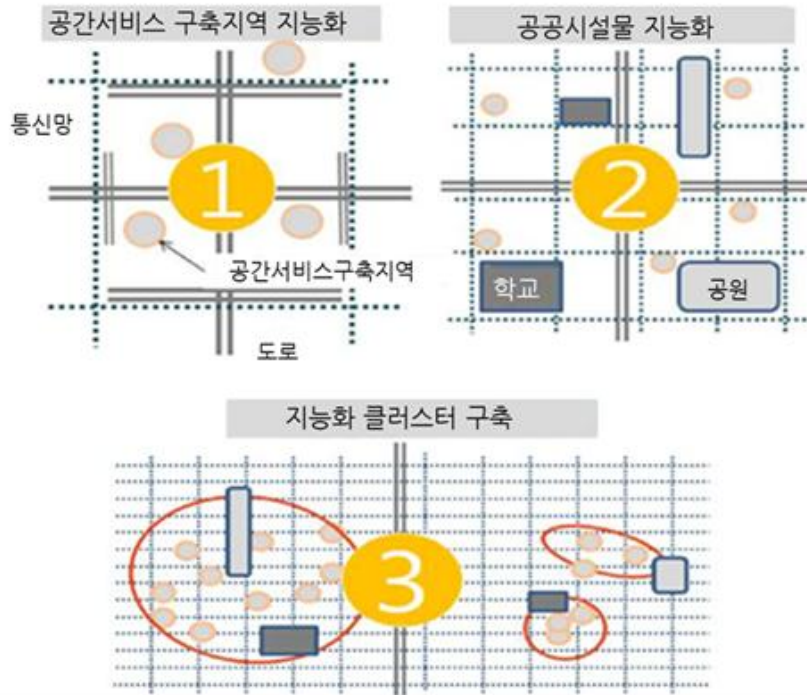 공간서비스 구축지역 지능화
공공시설물 지능화
통신망
1
2
공간서비스구축지역
학교
공원
도로
지능화 클러스터 구축
3